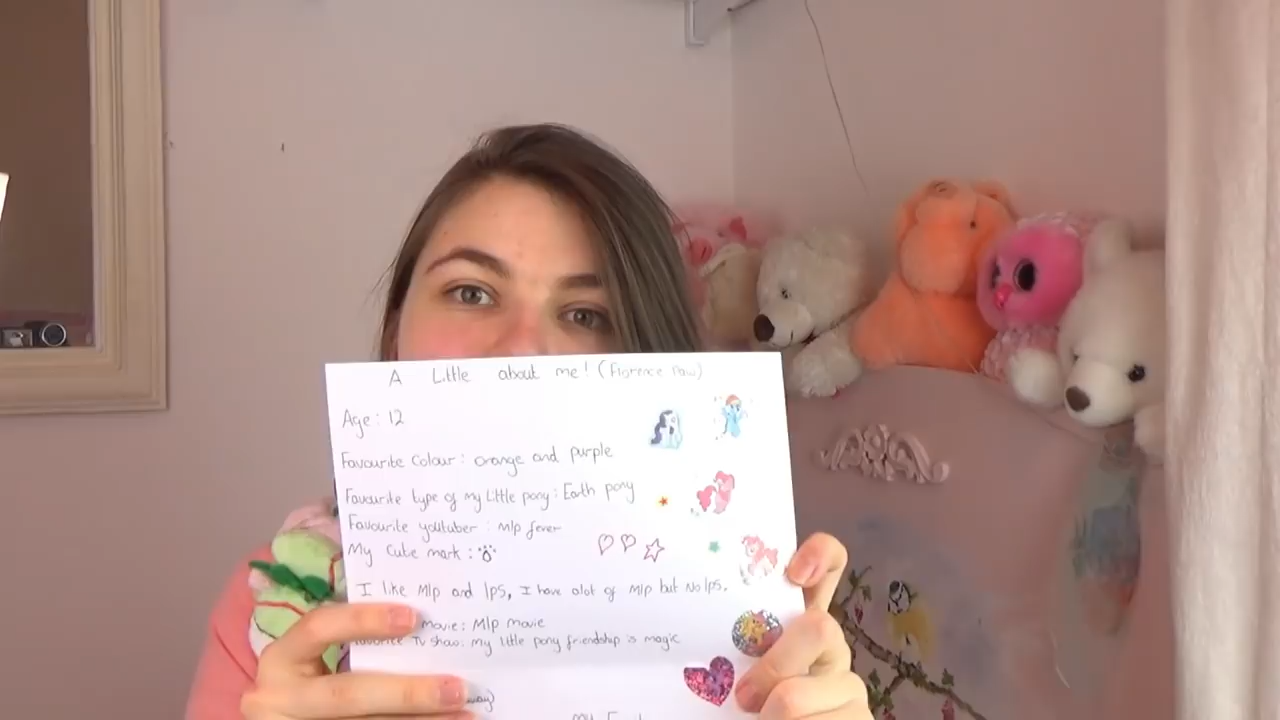 A Little about me! (Florence Paw)
Age: 12
Favourite Colour: orange and purple
Favourite type of my Little pony: Earth pony
Favourite youtuber: mlp fever
My Cutie mark:
I like Mlp and lps, I have alot of mlp but No lps.
movie: Mlp movie
Tv show: my little pony friendship is magic